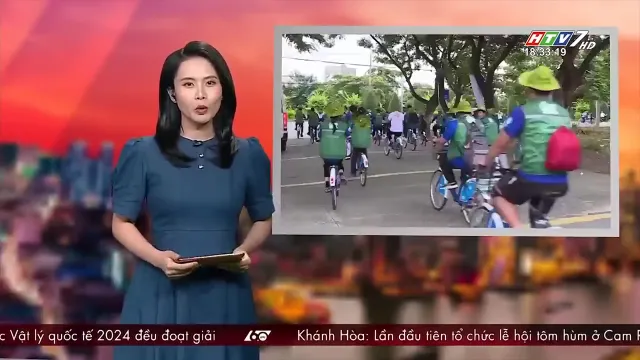 HTV7 HD
18:33:49
c Vật lý quốc tế 2024 đều đoạt giải 60 Khánh Hòa: Lần đầu tiên tổ chức lễ hội tôm hùm ở Cam R